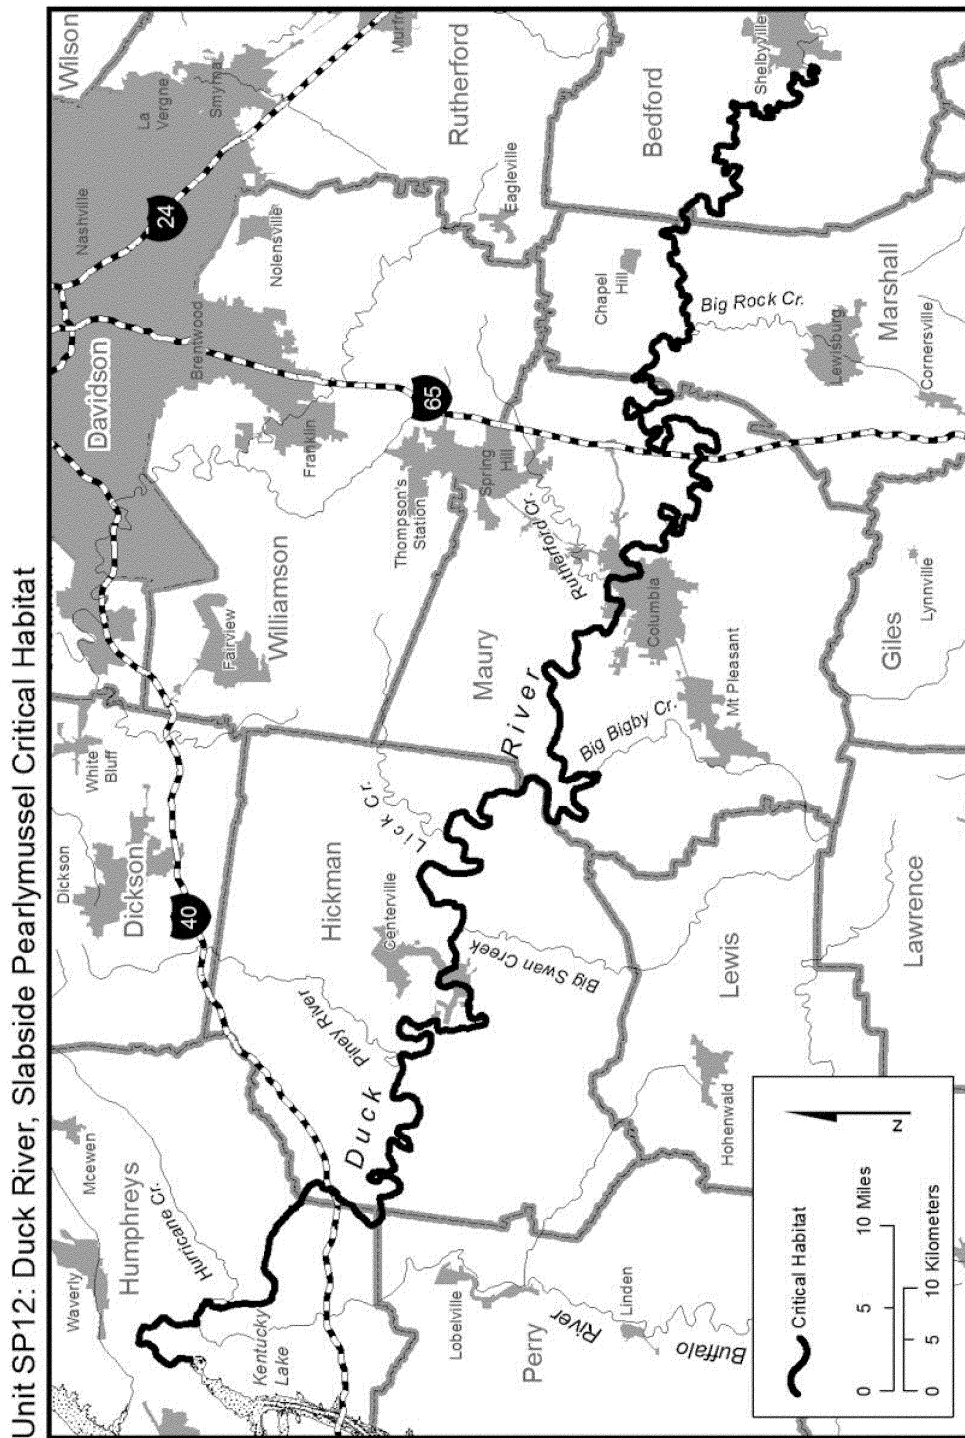 Unit SP12: Duck River, Slabside Pearlymussel Critical Habitat
Waverly
Mcewen
Humphreys
Hurricane Cr.
Kentucky
Lake
Dickson
White
Bluff
Dickson
40
Nashville
Davidson
24
La
Vergne
Smyrna
Wilson
Murfre
Brentwood
Nolensville
Fairview
Williamson
Franklin
65
Thompson's
Station
Spring
Hill
Eagleville
Rutherford
Hickman
Lick Cr.
Centerville
Piney River
Duck
River
Big Swan Creek
Maury
Rutherford Cr.
Columbia
Big Bigby Cr.
Mt Pleasant
Chapel
Hill
Big Rock Cr.
Bedford
Shelbyville
Marshall
Lewisburg
Cornersville
Lobelville
Perry
Linden
Buffalo
River
Hohenwald
Lewis
Lawrence
Giles
Lynnville
Critical Habitat
0 5 10 Miles
0 5 10 Kilometers
N